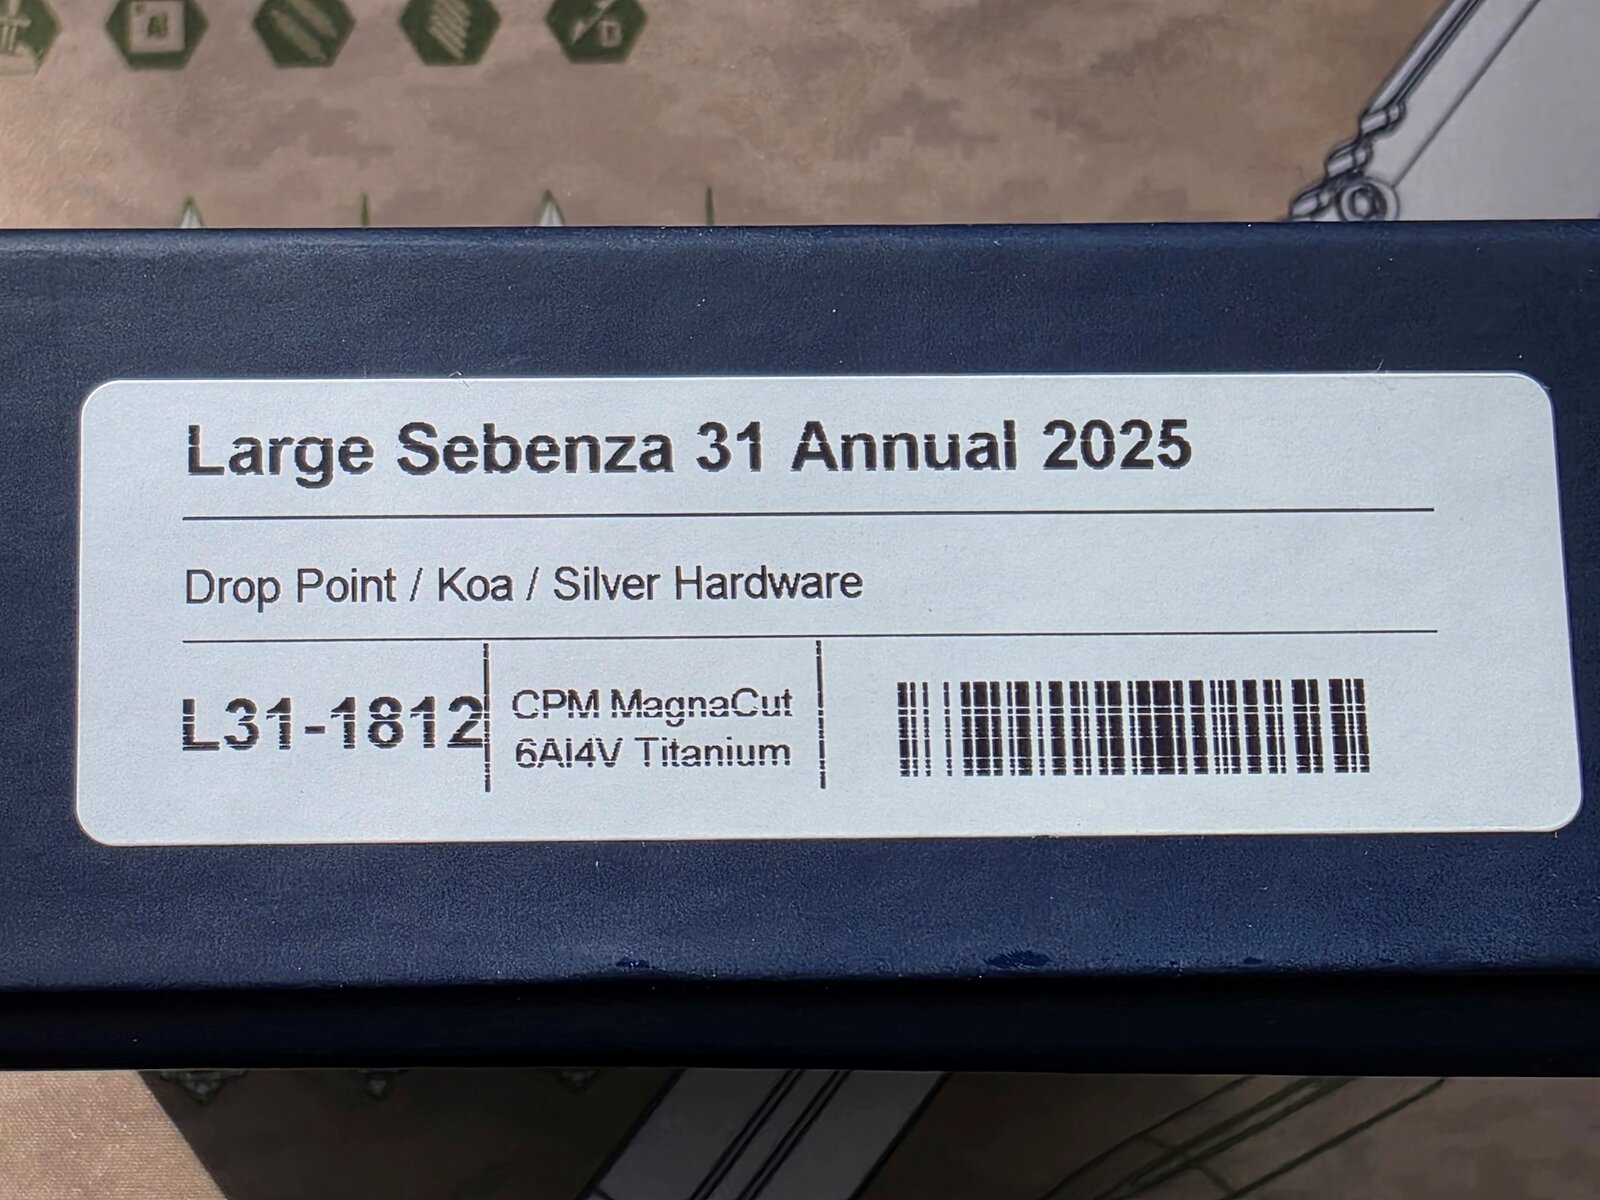 Large Sebenza 31 Annual 2025
Drop Point / Koa / Silver Hardware
L31-1812
CPM MagnaCut
6Al4V Titanium